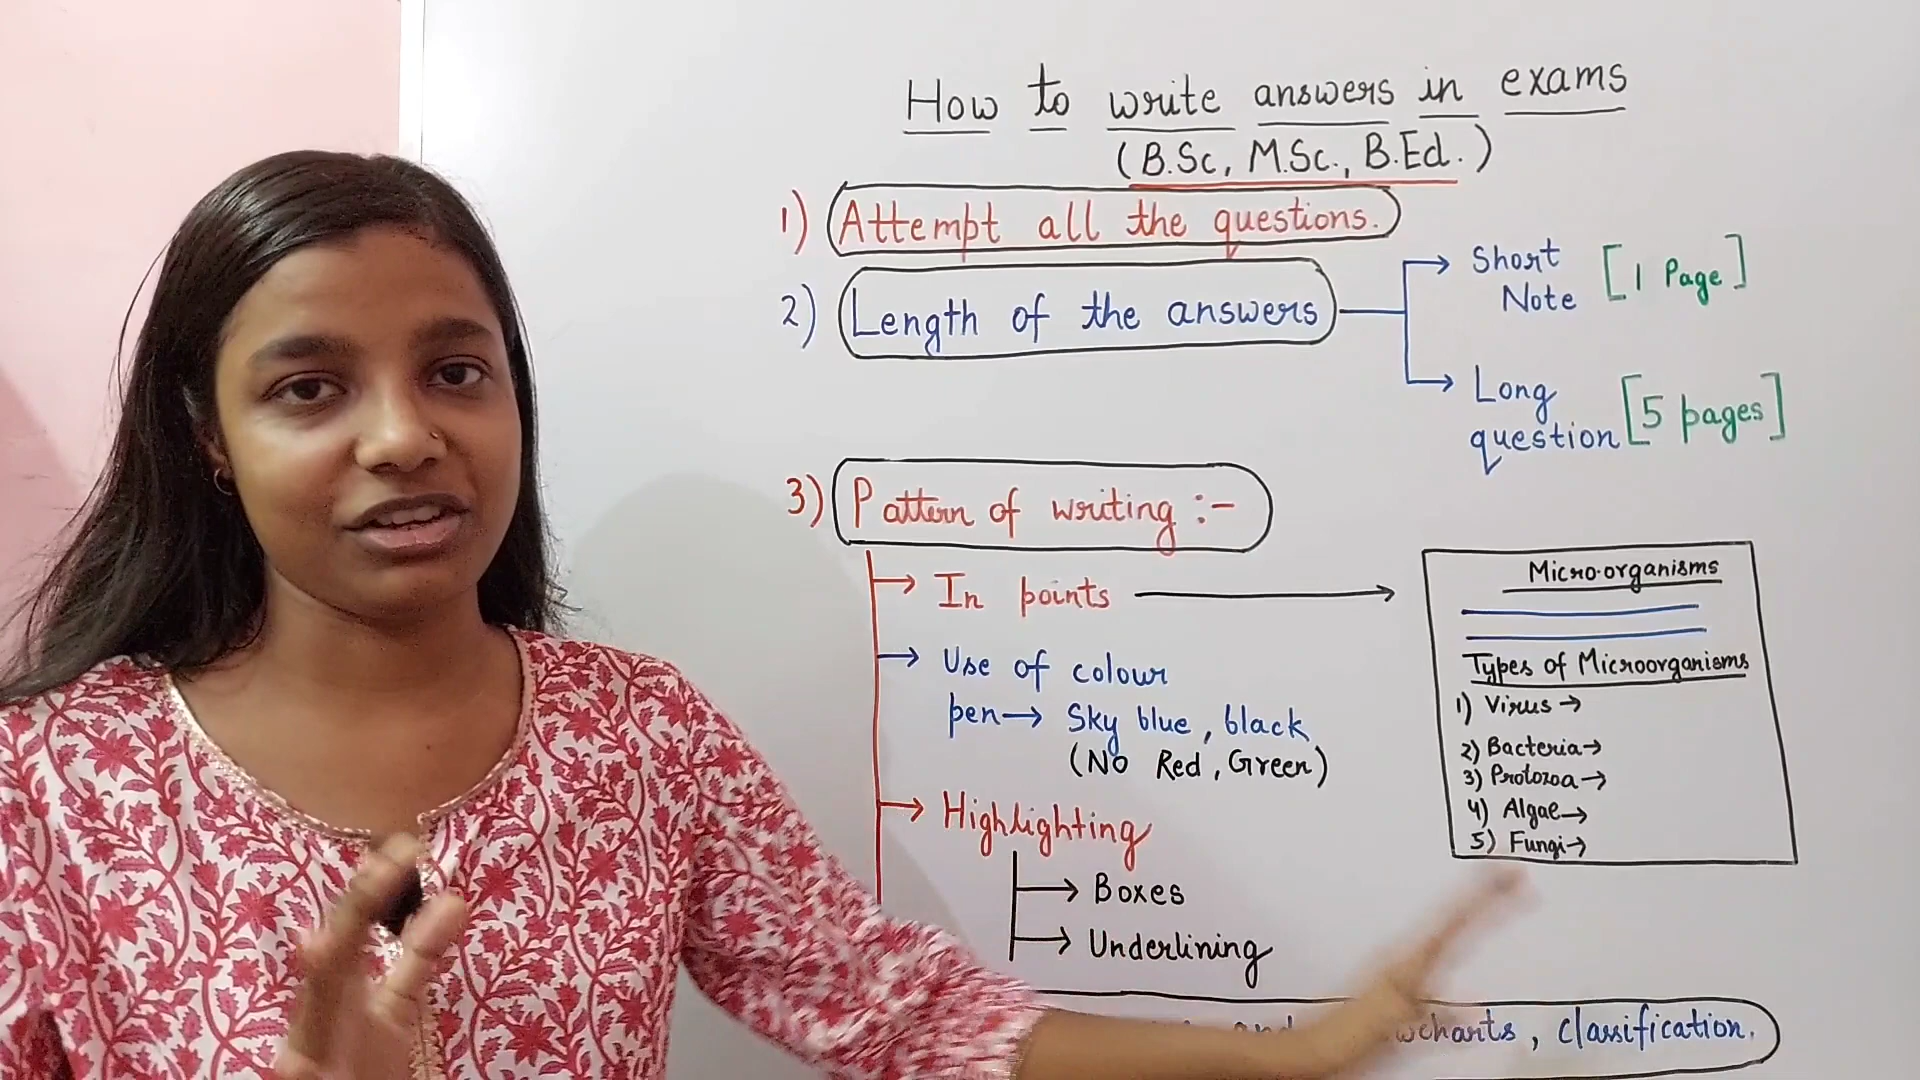 How to write answers in exams
(B.Sc, M.Sc., B.Ed.)
1) Attempt all the questions.
2) Length of the answers
Short Note [1 Page]
Long question [5 pages]
3) Pattern of writing :-
In points
Use of colour
pen → Sky blue, black
(No Red, Green)
Highlighting
Boxes
Underlining
Micro-organisms
Types of Microorganisms
1) Virus →
2) Bacteria →
3) Protozoa →
4) Algae →
5) Fungi →
classification.